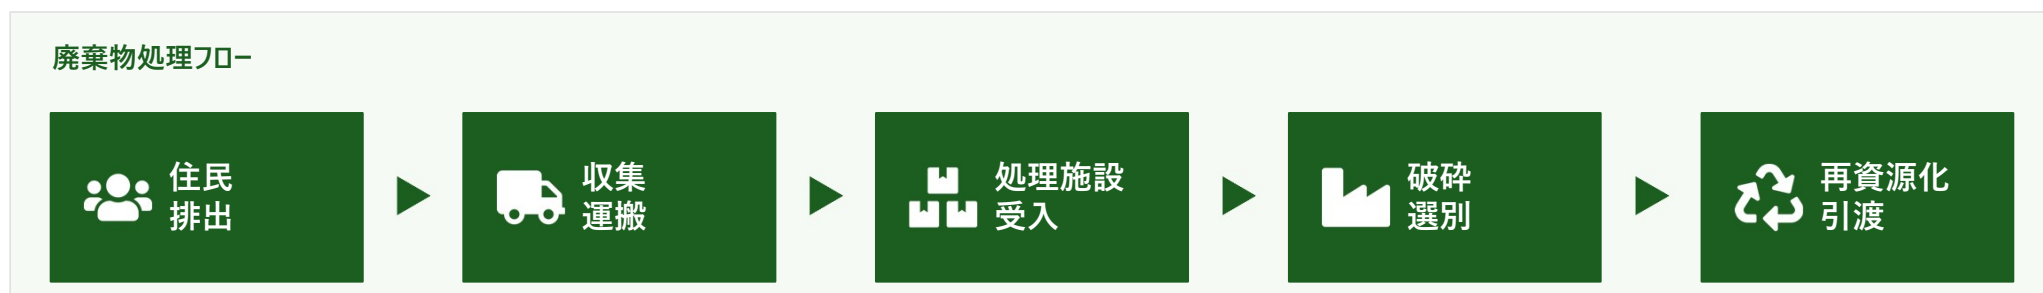 廃棄物処理フロー
住民
排出
収集
運搬
処理施設
受入
破砕
選別
再資源化
引渡